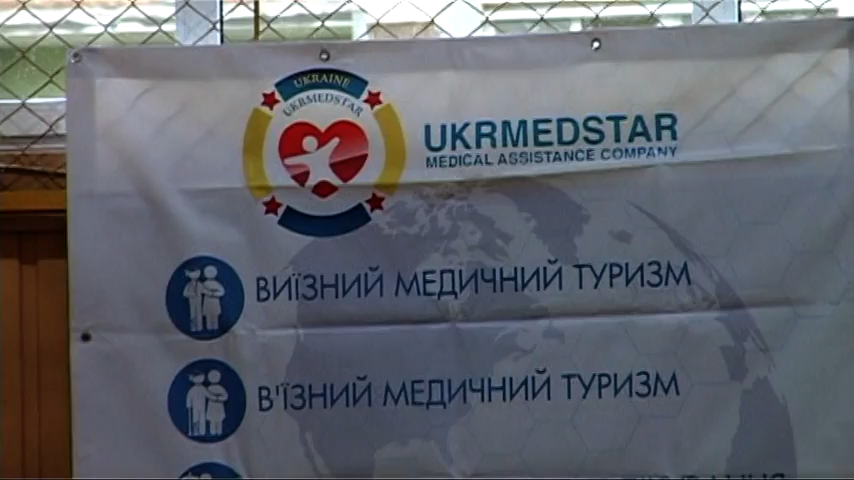 UKRAINE
UKRMEDSTAR
UKRMEDSTAR
MEDICAL ASSISTANCE COMPANY
ВИЇЗНИЙ МЕДИЧНИЙ ТУРИЗМ
В'ЇЗНИЙ МЕДИЧНИЙ ТУРИЗМ